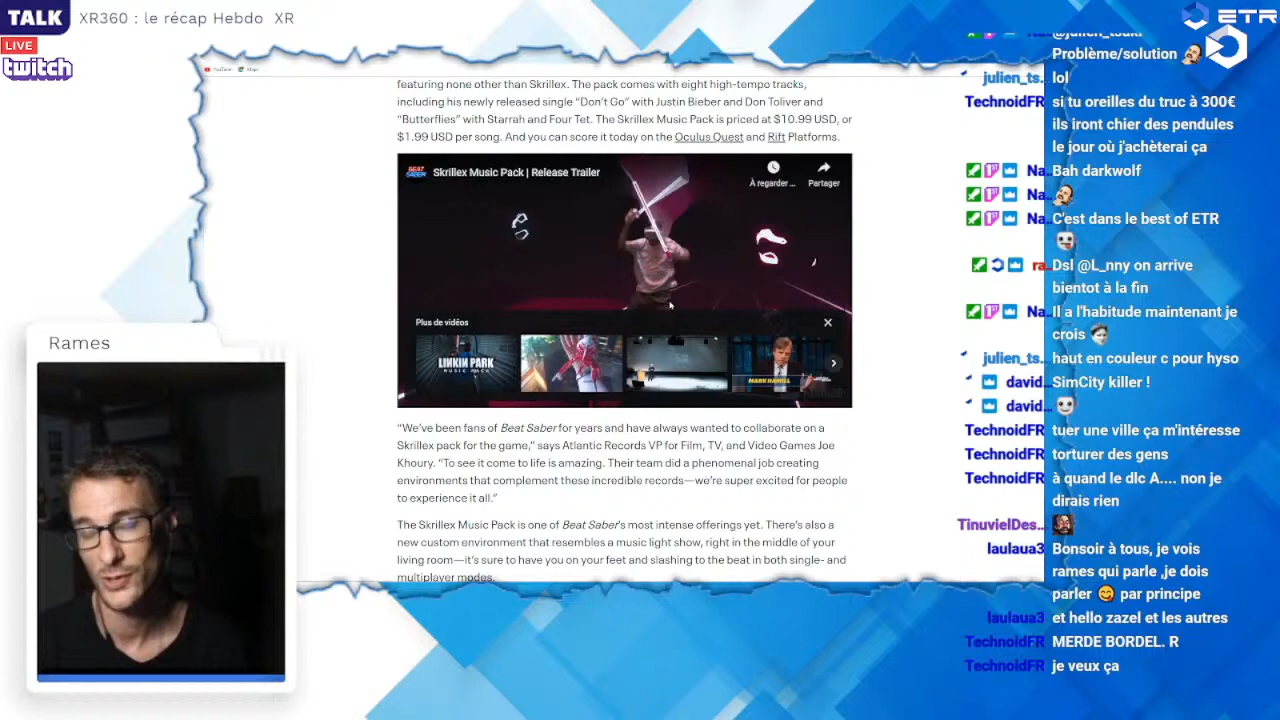 TALK
XR360 : le récap Hebdo XR
LIVE
twitch
ETR
YouTube
Maps
featuring none other than Skrillex. The pack comes with eight high-tempo tracks,
including his newly released single “Don't Go” with Justin Bieber and Don Toliver and
“Butterflies” with Starrah and Four Tet. The Skrillex Music Pack is priced at $10.99 USD, or
$1.99 USD per song. And you can score it today on the Oculus Quest and Rift Platforms.
BEAT SABER
Skrillex Music Pack | Release Trailer
À regarder ...
Partager
Plus de vidéos
LINKIN PARK
MUSIC PACK
MARK HAMILL
“We've been fans of Beat Saber for years and have always wanted to collaborate on a
Skrillex pack for the game,” says Atlantic Records VP for Film, TV, and Video Games Joe
Khoury. “To see it come to life is amazing. Their team did a phenomenal job creating
environments that complement these incredible records—we're super excited for people
to experience it all.”
The Skrillex Music Pack is one of Beat Saber's most intense offerings yet. There's also a
new custom environment that resembles a music light show, right in the middle of your
living room—it's sure to have you on your feet and slashing to the beat in both single- and
multiplayer modes.
Rames
@julien_tsuki
Problème/solution
julien_ts.. lol
TechnoidFR si tu oreilles du truc à 300€
ils iront chier des pendules
le jour où j'achèterai ça
Na.. Bah darkwolf
Na..
Na.. C'est dans le best of ETR
ra.. Dsl @L_nny on arrive
bientot à la fin
Na.. Il a l'habitude maintenant je
crois
julien_ts.. haut en couleur c pour hyso
david... SimCity killer !
david...
TechnoidFR tuer une ville ça m'intéresse
TechnoidFR torturer des gens
TechnoidFR à quand le dlc A.... non je
dirais rien
TinuvielDes...
laulaua3 Bonsoir à tous, je vois
rames qui parle ,je dois
parler par principe
laulaua3 et hello zazel et les autres
TechnoidFR MERDE BORDEL. R
TechnoidFR je veux ça